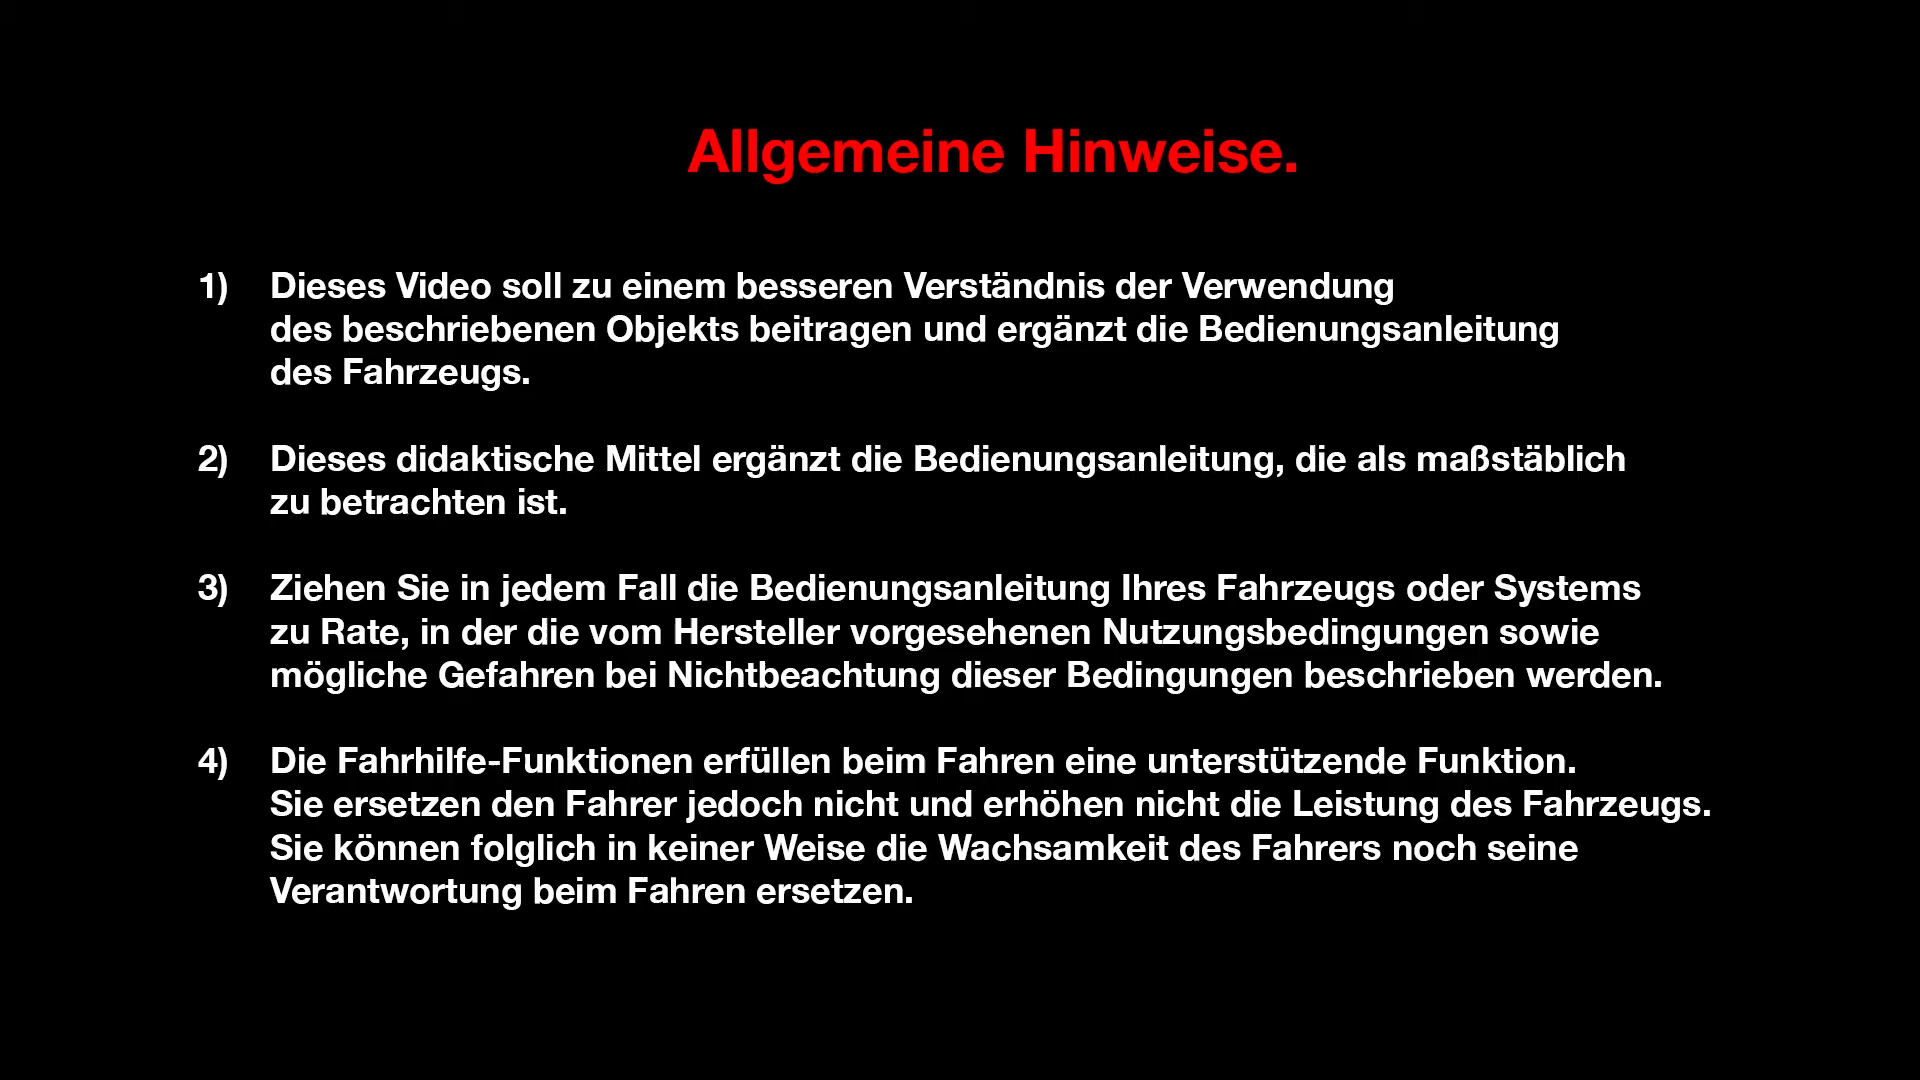 Allgemeine Hinweise.
1) Dieses Video soll zu einem besseren Verständnis der Verwendung
des beschriebenen Objekts beitragen und ergänzt die Bedienungsanleitung
des Fahrzeugs.
2) Dieses didaktische Mittel ergänzt die Bedienungsanleitung, die als maßstäblich
zu betrachten ist.
3) Ziehen Sie in jedem Fall die Bedienungsanleitung Ihres Fahrzeugs oder Systems
zu Rate, in der die vom Hersteller vorgesehenen Nutzungsbedingungen sowie
mögliche Gefahren bei Nichtbeachtung dieser Bedingungen beschrieben werden.
4) Die Fahrhilfe-Funktionen erfüllen beim Fahren eine unterstützende Funktion.
Sie ersetzen den Fahrer jedoch nicht und erhöhen nicht die Leistung des Fahrzeugs.
Sie können folglich in keiner Weise die Wachsamkeit des Fahrers noch seine
Verantwortung beim Fahren ersetzen.